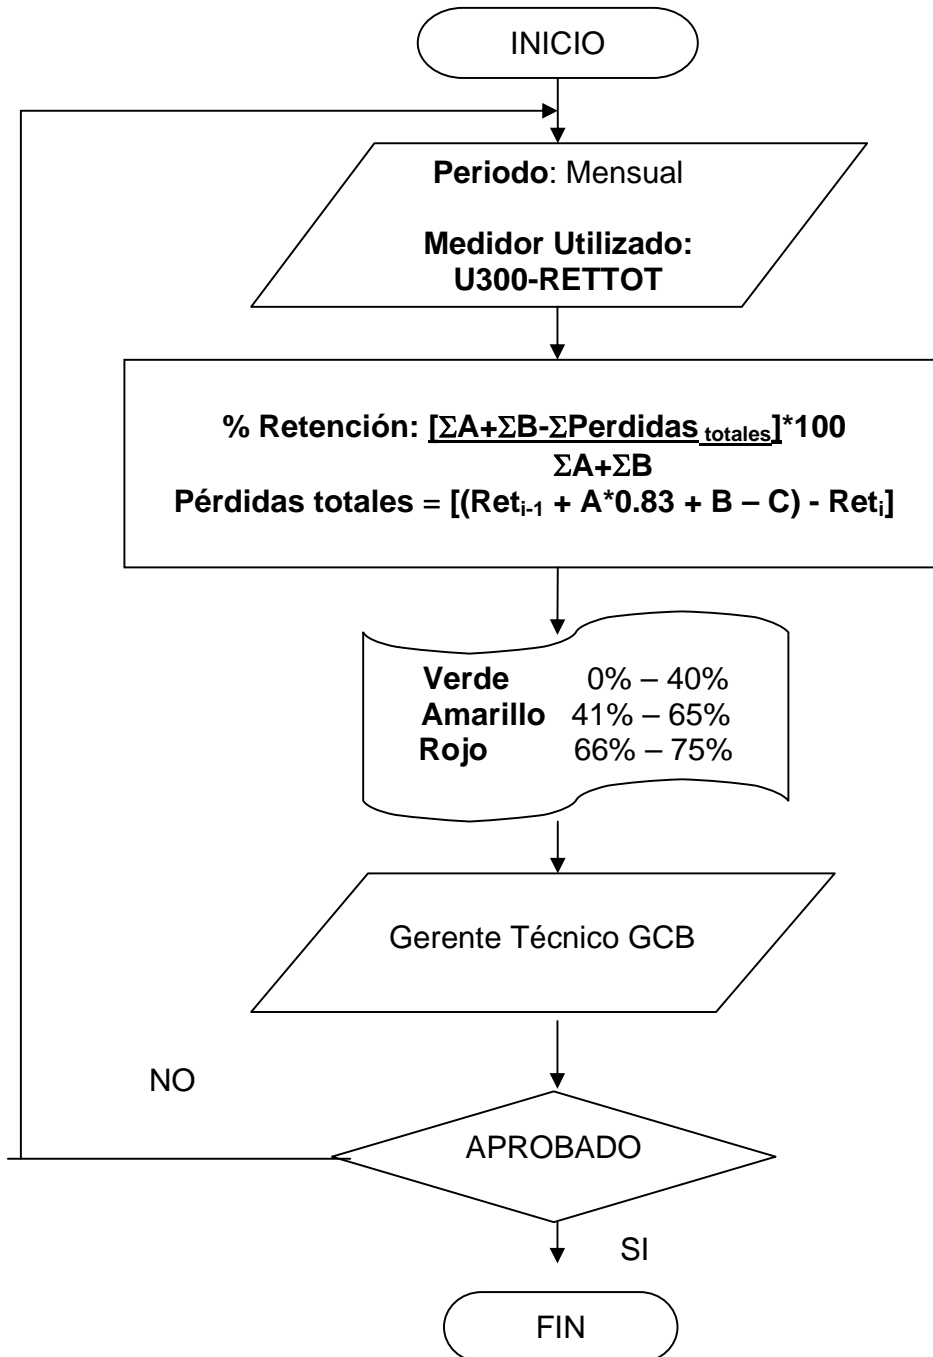 INICIO
Periodo: Mensual
Medidor Utilizado:
U300-RETTOT
% Retención: [ΣA+ΣB-ΣPerdidas totales]*100
ΣA+ΣB
Pérdidas totales = [(Reti-1 + A*0.83 + B – C) - Reti]
Verde 0% – 40%
Amarillo 41% – 65%
Rojo 66% – 75%
Gerente Técnico GCB
NO
APROBADO
SI
FIN